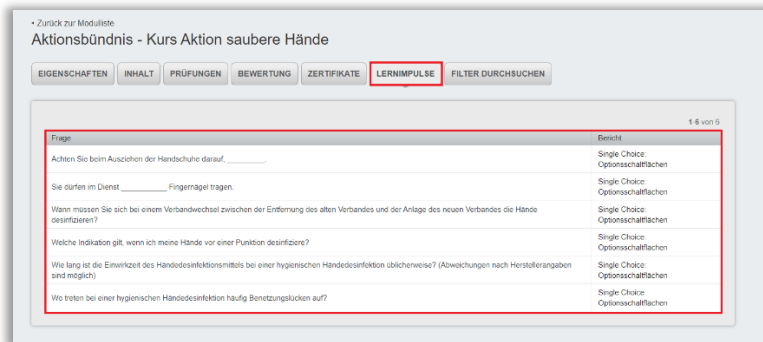 • Zurück zur Modulliste
Aktionsbündnis - Kurs Aktion saubere Hände
EIGENSCHAFTEN INHALT PRÜFUNGEN BEWERTUNG ZERTIFIKATE LERNIMPULSE FILTER DURCHSUCHEN
1-6 von 6
Frage Bericht
Achten Sie beim Ausziehen der Handschuhe darauf, _________. Single Choice:
Optionsschaltflächen
Sie dürfen im Dienst ___________ Fingernägel tragen. Single Choice:
Optionsschaltflächen
Wann müssen Sie sich bei einem Verbandwechsel zwischen der Entfernung des alten Verbandes und der Anlage des neuen Verbandes die Hände Single Choice:
desinfizieren? Optionsschaltflächen
Welche Indikation gilt, wenn ich meine Hände vor einer Punktion desinfiziere? Single Choice:
Optionsschaltflächen
Wie lang ist die Einwirkzeit des Händedesinfektionsmittels bei einer hygienischen Händedesinfektion üblicherweise? (Abweichungen nach Herstellerangaben Single Choice:
sind möglich) Optionsschaltflächen
Wo treten bei einer hygienischen Händedesinfektion häufig Benetzungslücken auf? Single Choice:
Optionsschaltflächen